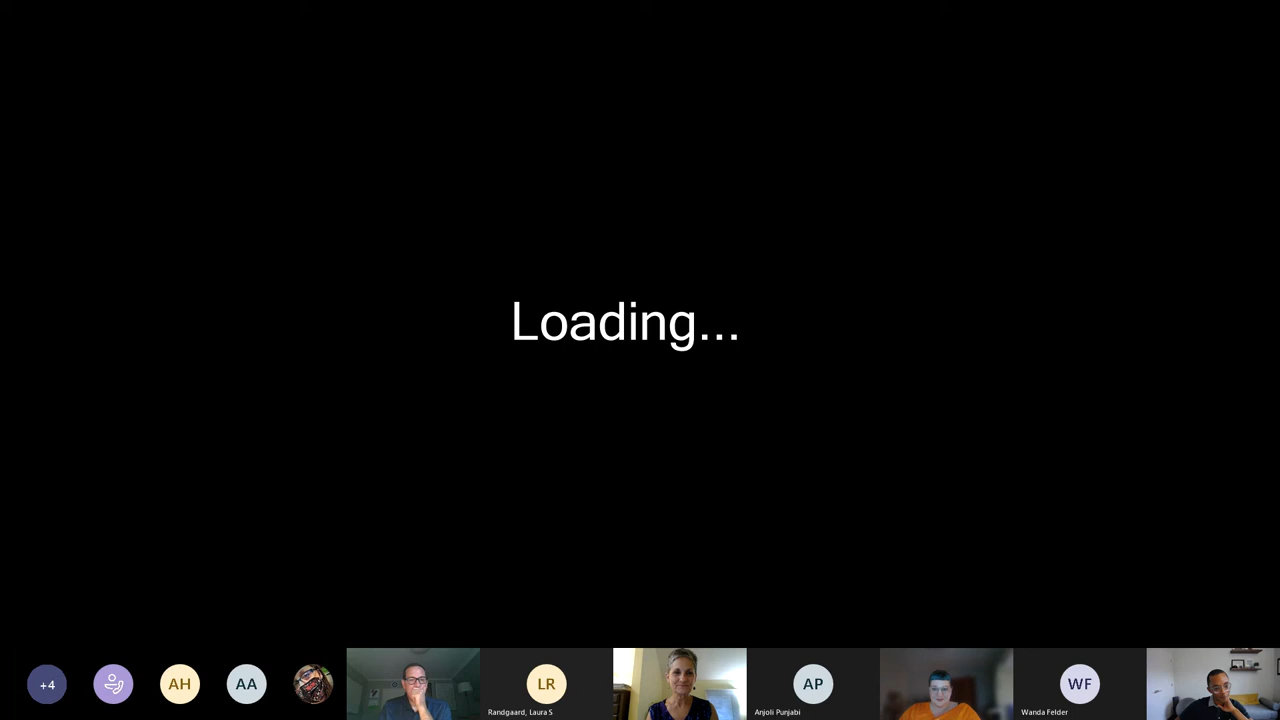 Loading...
+4
AH
AA
LR
Randgaard, Laura S
AP
Anjoli Punjabi
WF
Wanda Felder